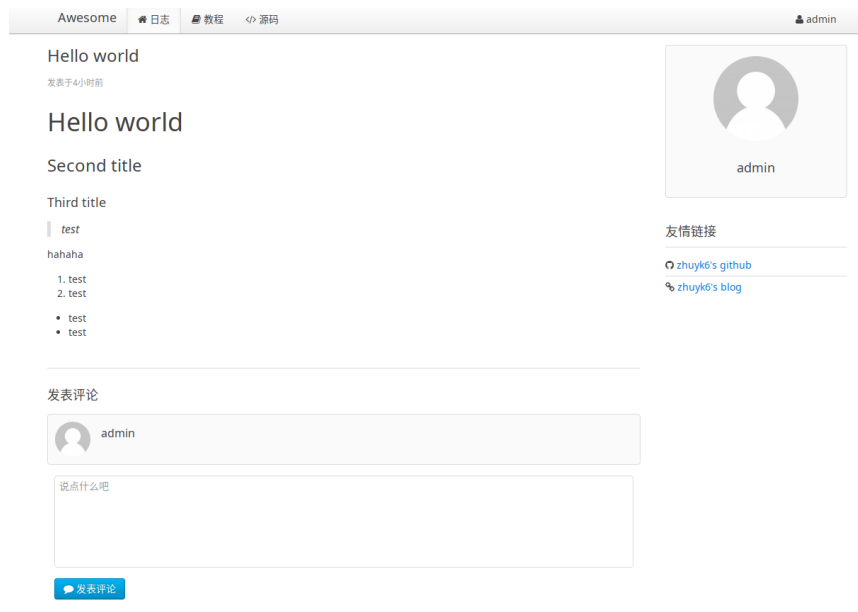 Awesome 日志 教程 源码 admin
Hello world
发表于4小时前
Hello world
Second title
Third title
test
hahaha
1. test
2. test
• test
• test
发表评论
admin
说点什么吧
发表评论
admin
友情链接
zhuyk6's github
zhuyk6's blog